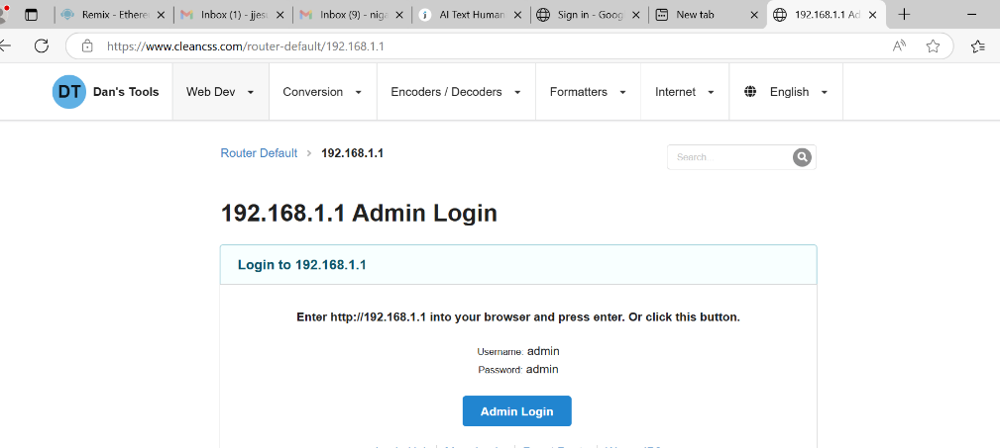 Remix - Ethere
Inbox (1) - jjesu
Inbox (9) - niga
AI Text Human
Sign in - Goog
New tab
192.168.1.1 Ad
https://www.cleancss.com/router-default/192.168.1.1
DT Dan's Tools
Web Dev
Conversion
Encoders / Decoders
Formatters
Internet
English
Router Default > 192.168.1.1
Search
192.168.1.1 Admin Login
Login to 192.168.1.1
Enter http://192.168.1.1 into your browser and press enter. Or click this button.
Username: admin
Password: admin
Admin Login